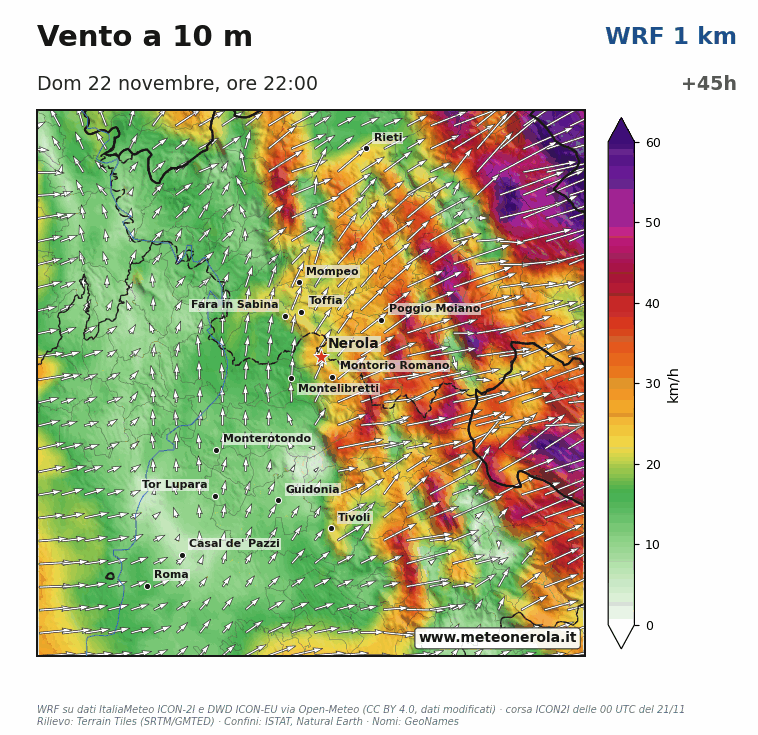 Vento a 10 m
WRF 1 km
Dom 22 novembre, ore 22:00
+45h
Rieti
Mompeo
Fara in Sabina
Toffia
Poggio Moiano
Nerola
Montorio Romano
Montelibretti
Monterotondo
Tor Lupara
Guidonia
Tivoli
Casal de' Pazzi
Roma
www.meteonerola.it
60
50
40
30
20
10
0
km/h
WRF su dati ItaliaMeteo ICON-2I e DWD ICON-EU via Open-Meteo (CC BY 4.0, dati modificati) · corsa ICON2I delle 00 UTC del 21/11
Rilievo: Terrain Tiles (SRTM/GMTED) · Confini: ISTAT, Natural Earth · Nomi: GeoNames